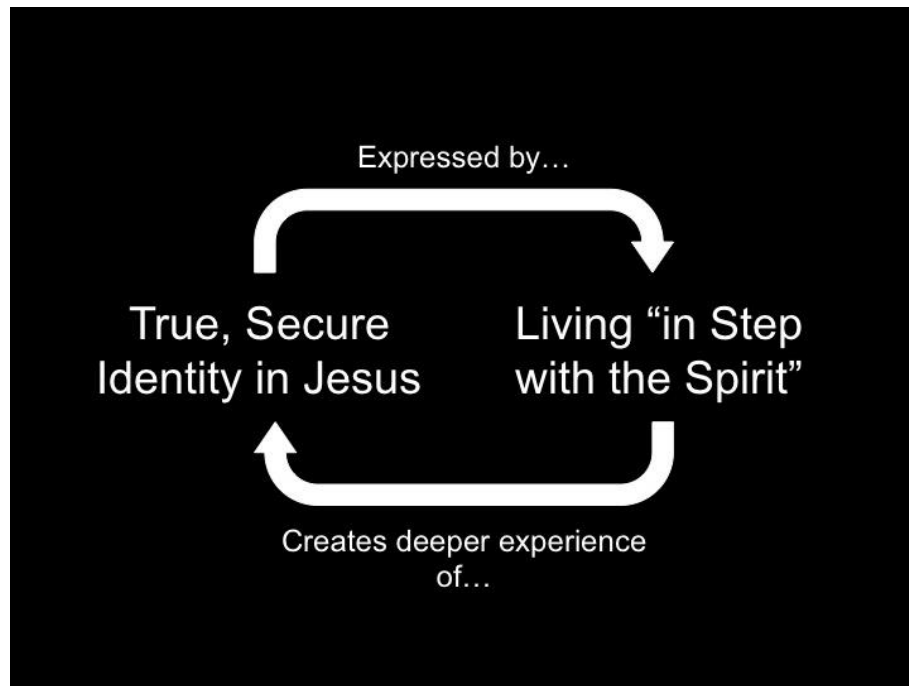 Expressed by…
True, Secure
Identity in Jesus
Living “in Step
with the Spirit”
Creates deeper experience
of…